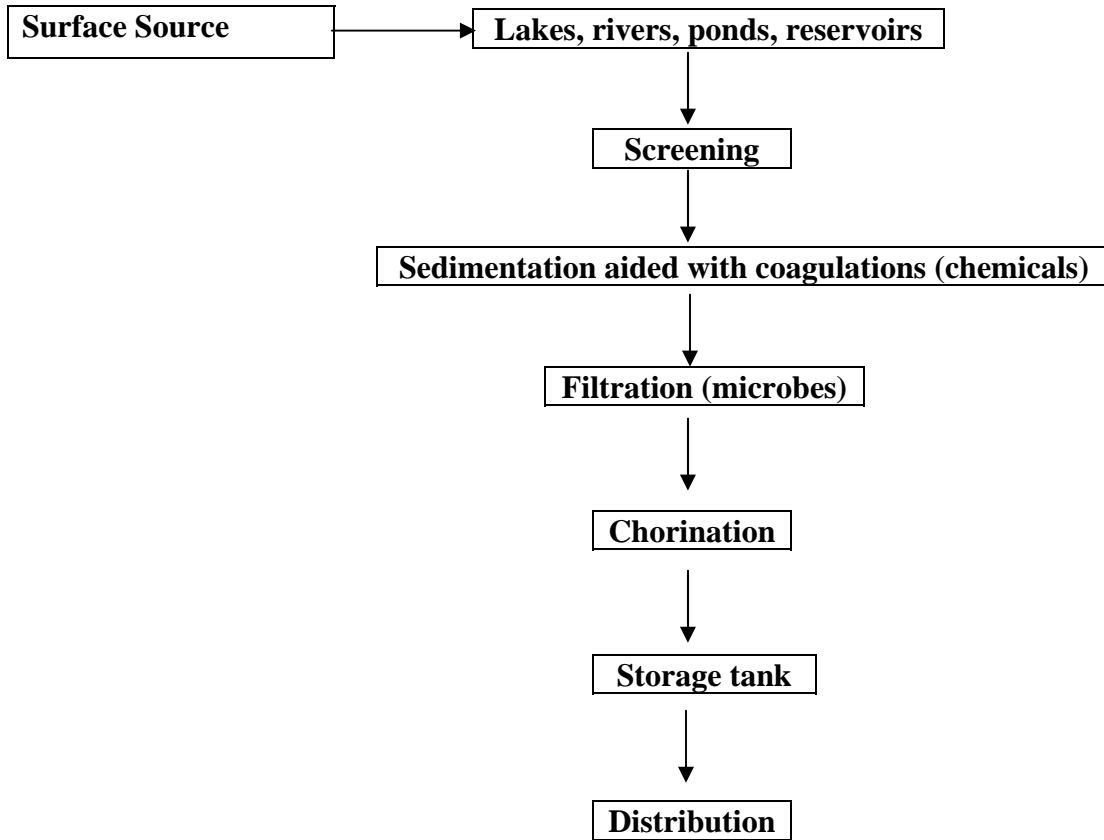 Surface Source
Lakes, rivers, ponds, reservoirs
Screening
Sedimentation aided with coagulations (chemicals)
Filtration (microbes)
Chorination
Storage tank
Distribution